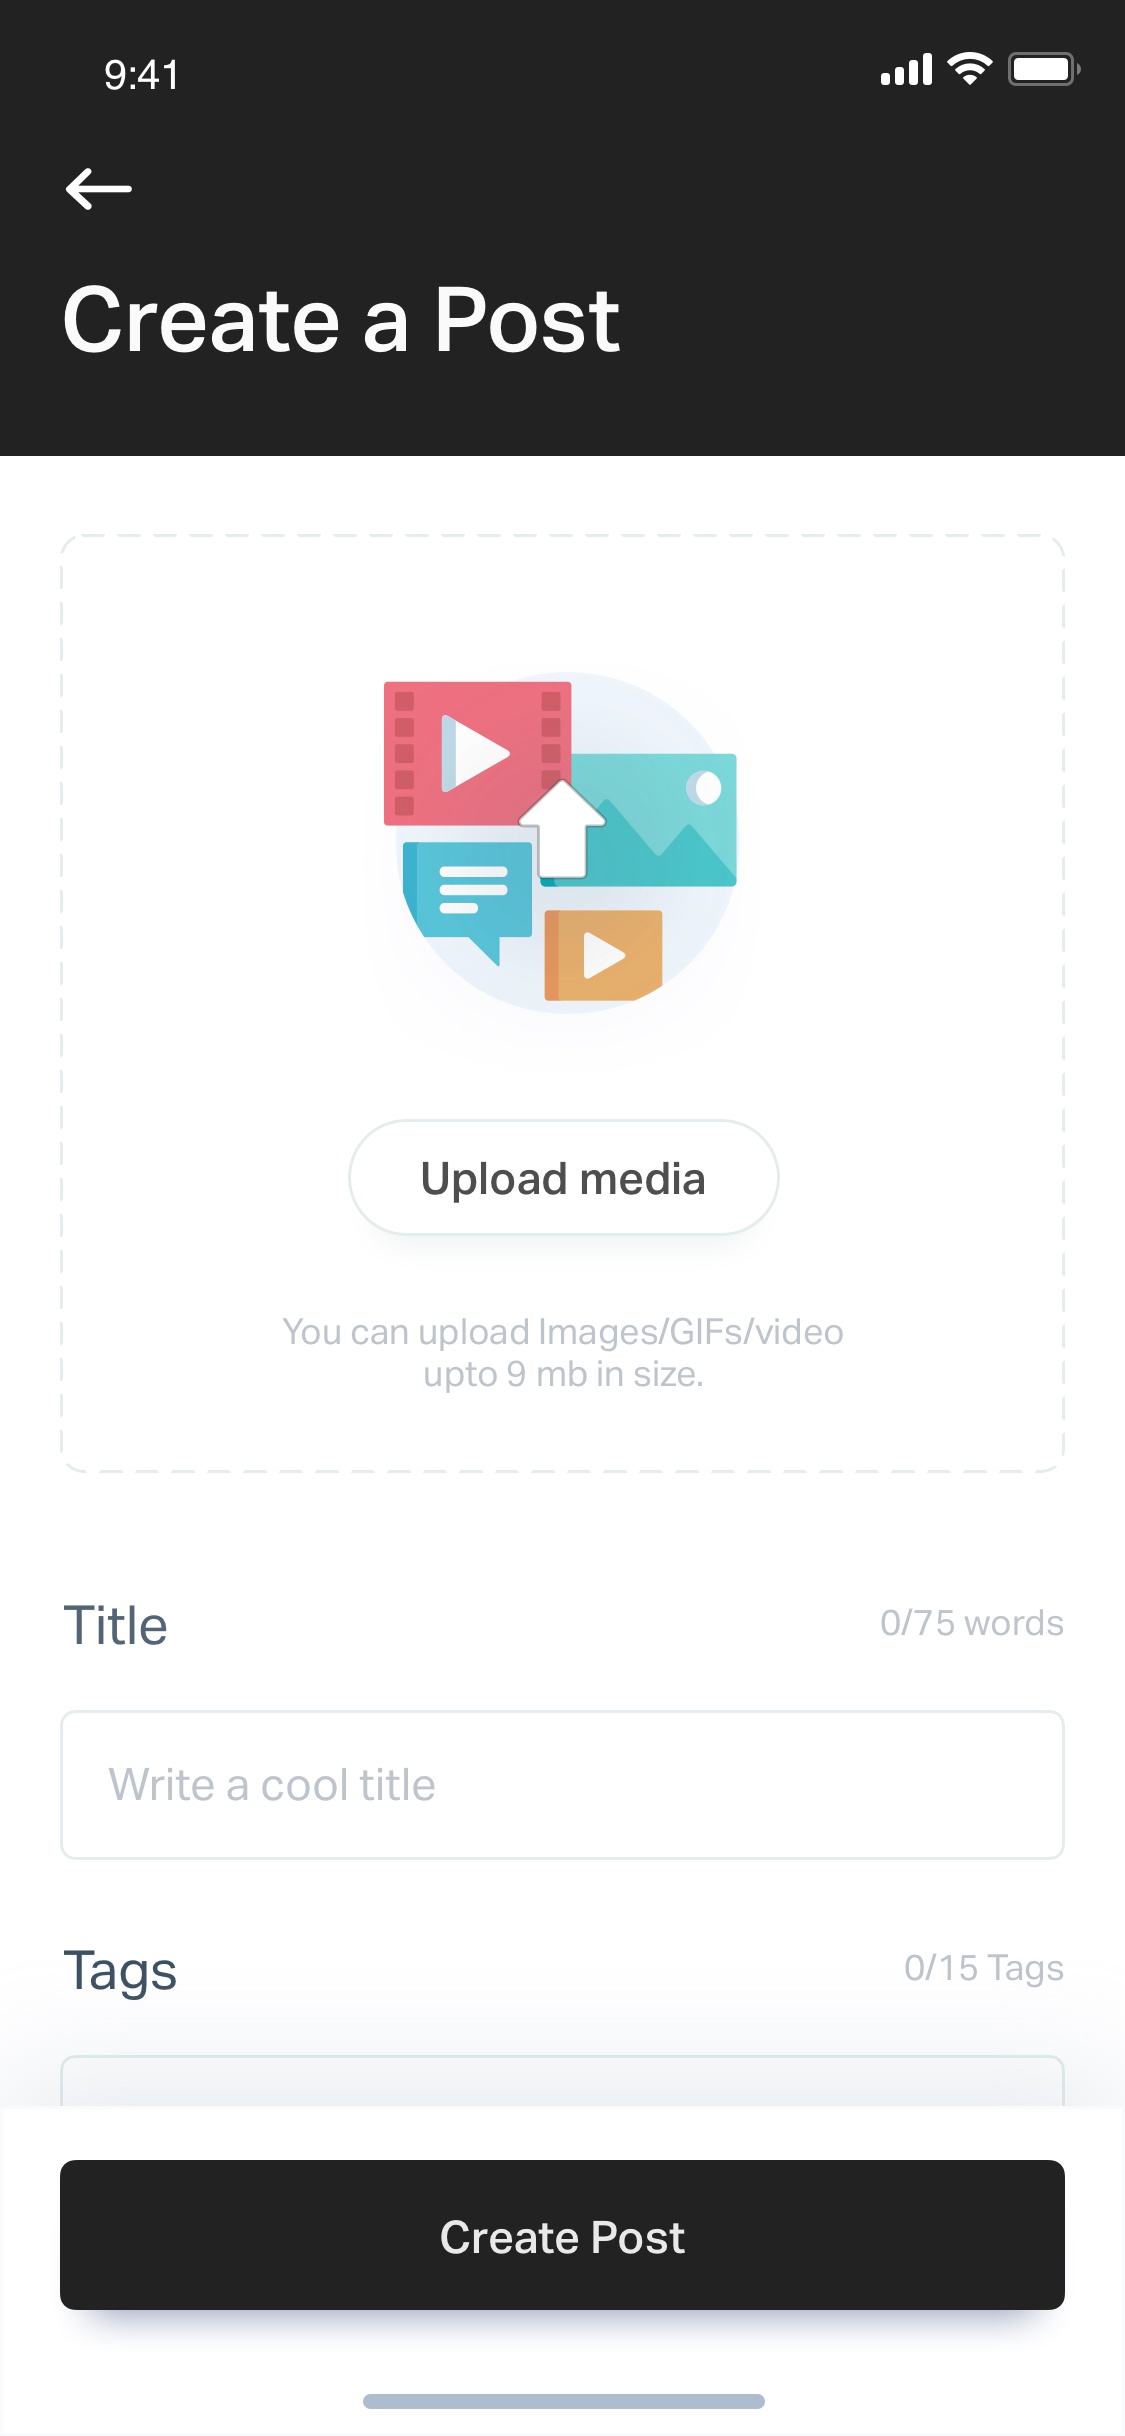 9:41
Create a Post
Upload media
You can upload Images/GIFs/video
upto 9 mb in size.
Title
0/75 words
Write a cool title
Tags
0/15 Tags
Create Post